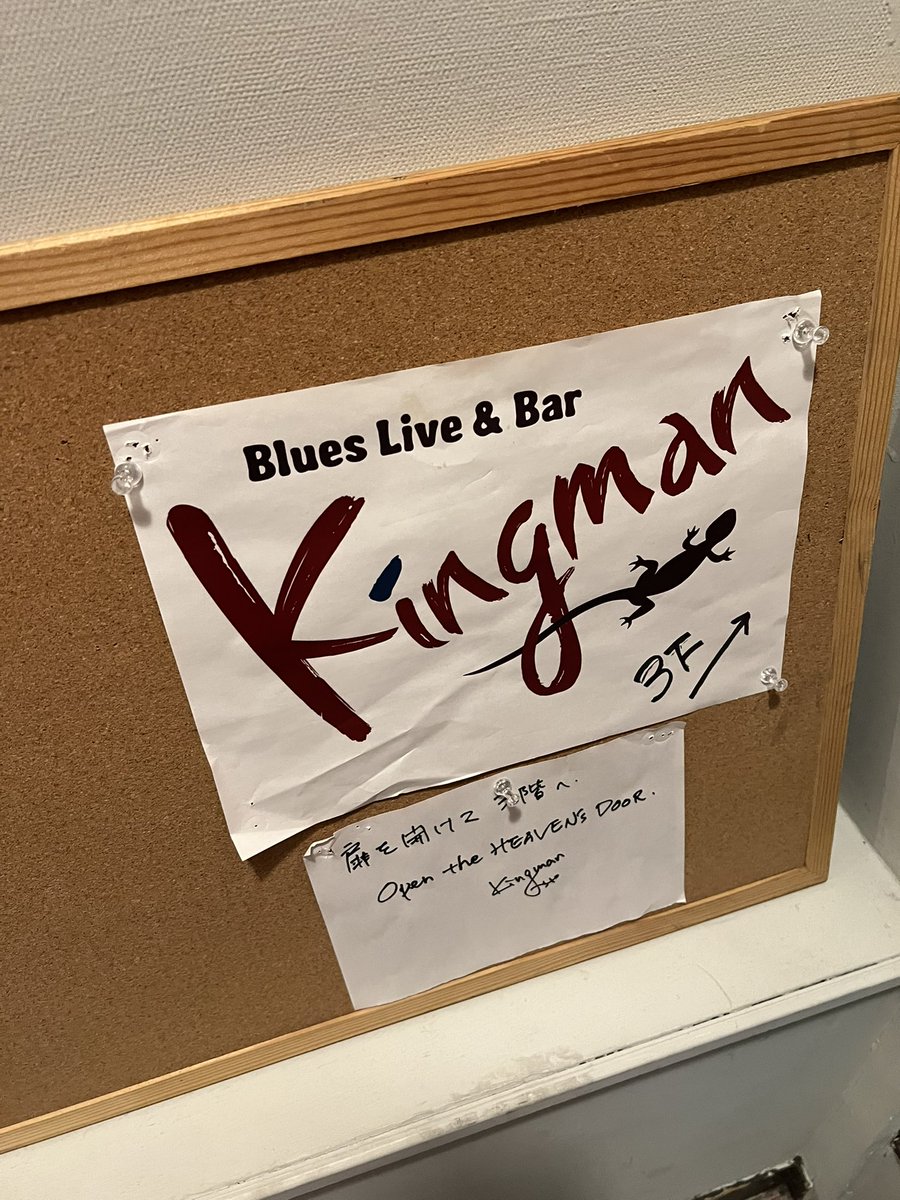 Blues Live & Bar
Kingman
3F
扉を開けて 3階へ.
Open the HEAVEN'S DOOR.
Kingman